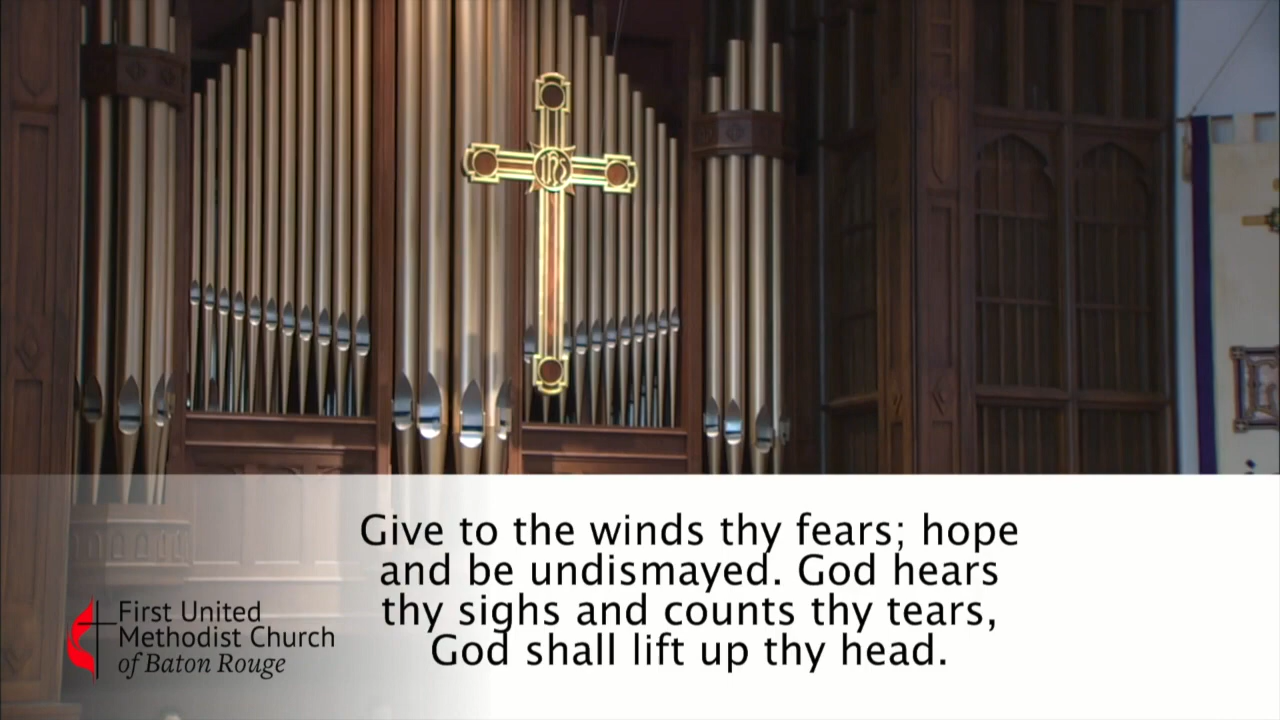 IHS
Give to the winds thy fears; hope
and be undismayed. God hears
thy sighs and counts thy tears,
God shall lift up thy head.
First United
Methodist Church
of Baton Rouge